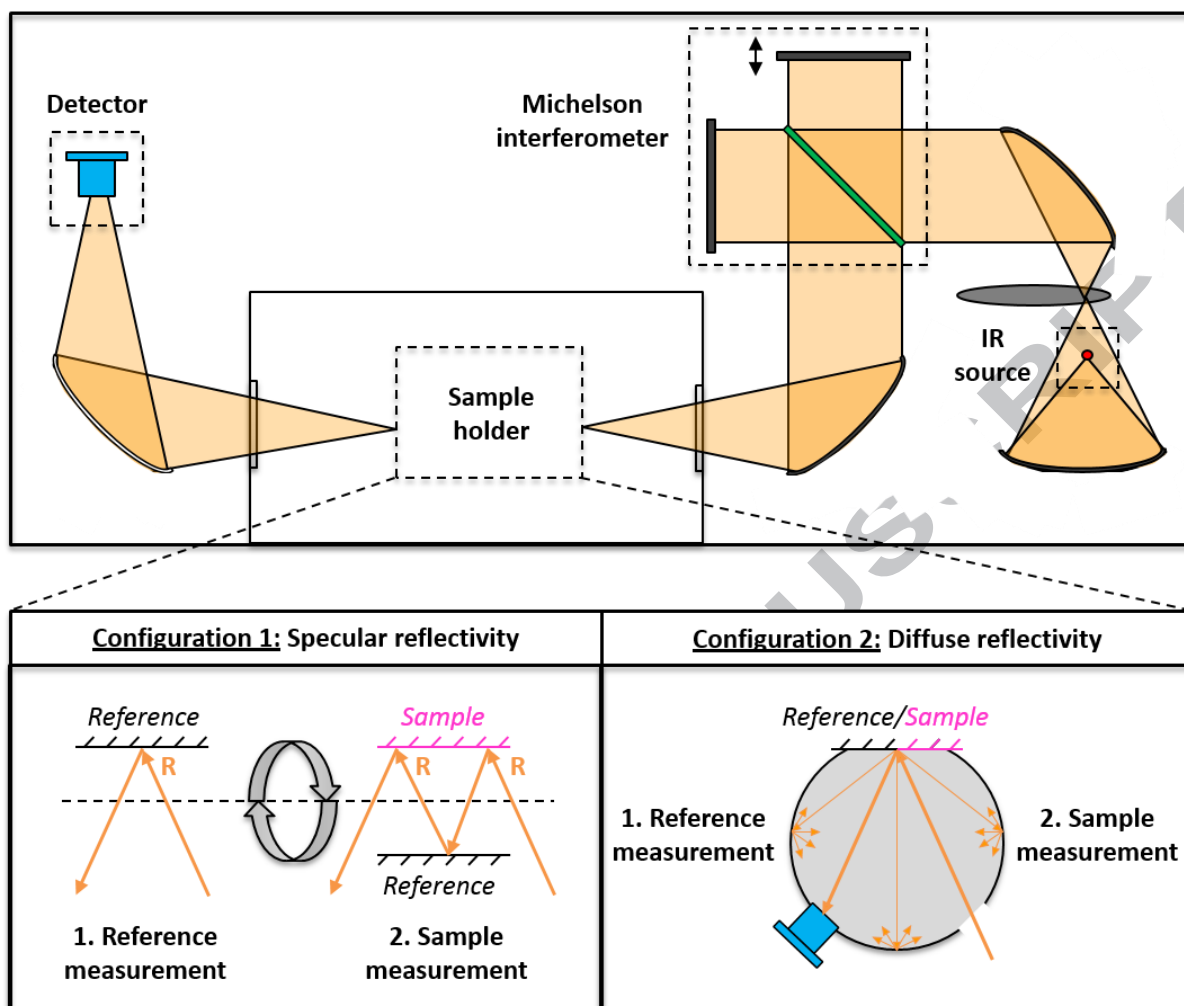 Detector
Michelson
interferometer
IR
source
Sample
holder
Configuration 1: Specular reflectivity
Configuration 2: Diffuse reflectivity
Reference
Sample
R
R
R
Reference
1. Reference
measurement
2. Sample
measurement
Reference/Sample
1. Reference
measurement
2. Sample
measurement